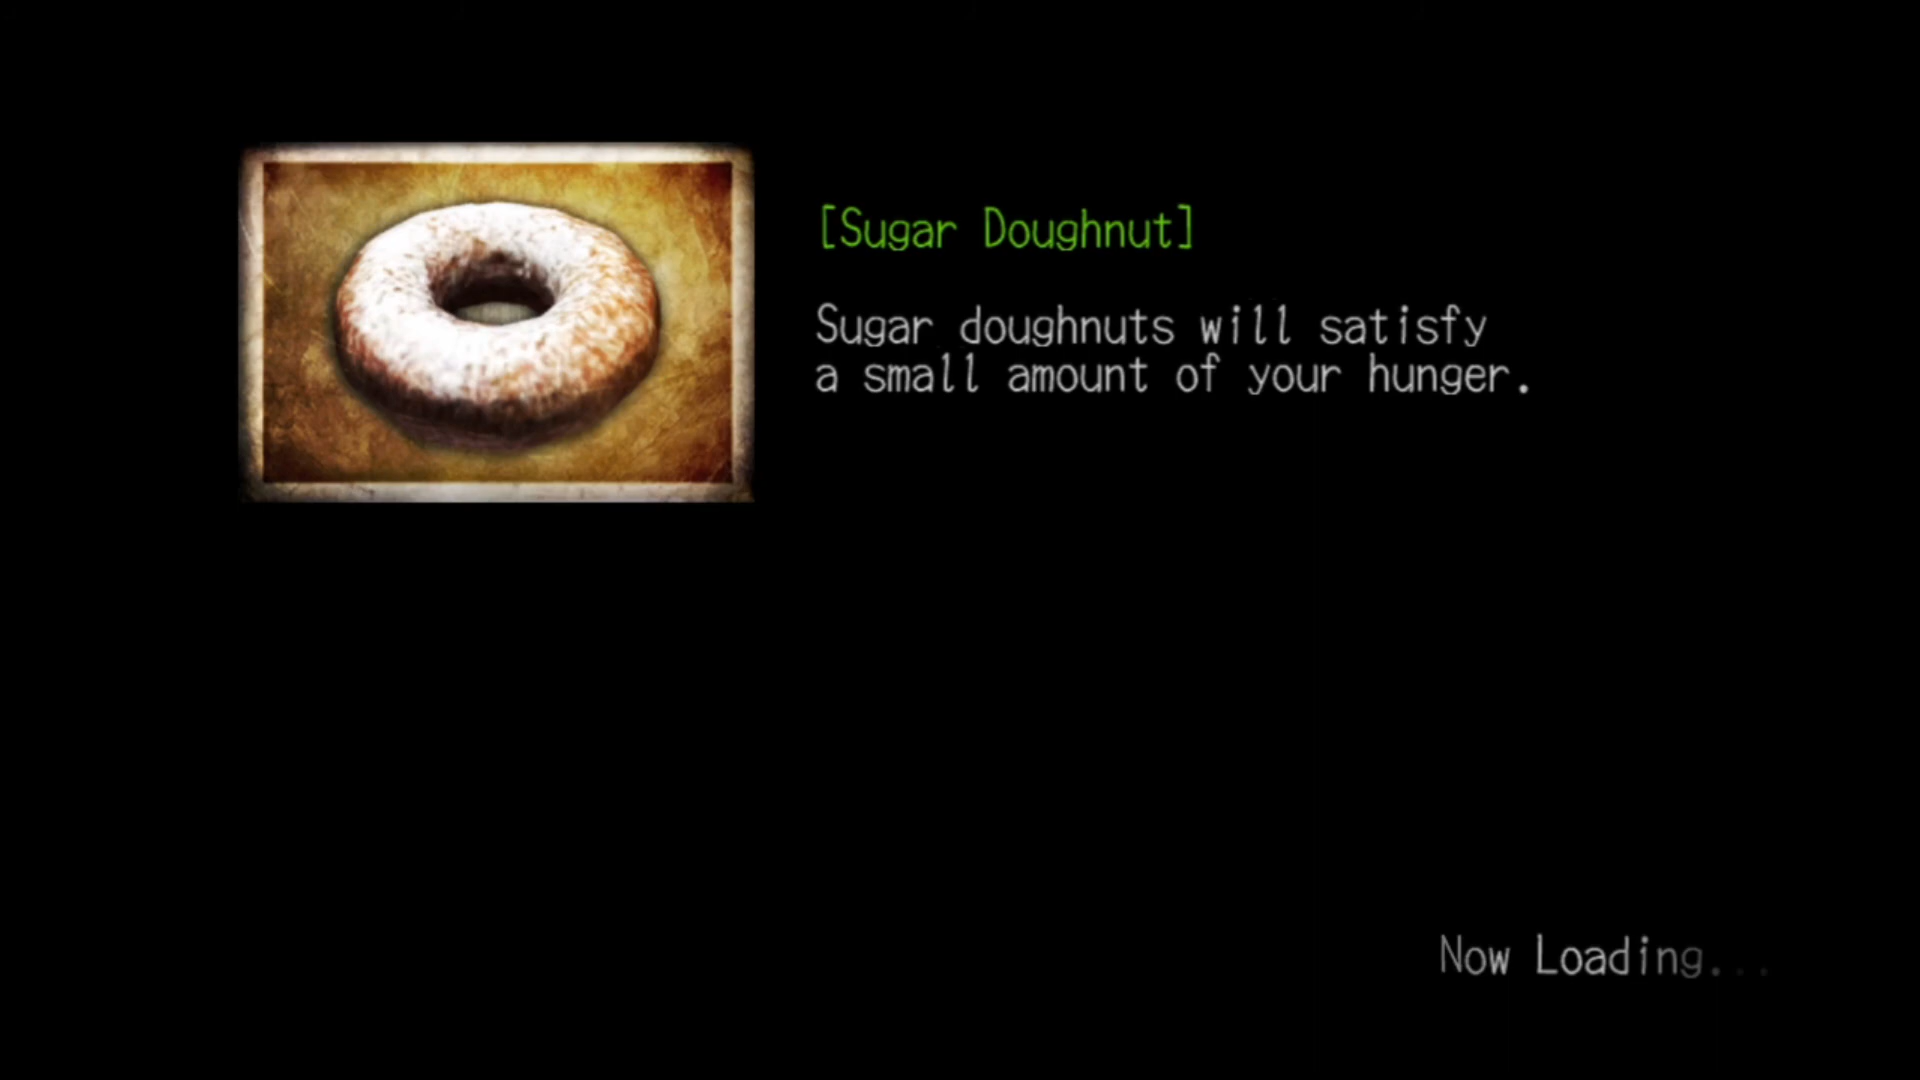 [Sugar Doughnut]
Sugar doughnuts will satisfy
a small amount of your hunger.
Now Loading...